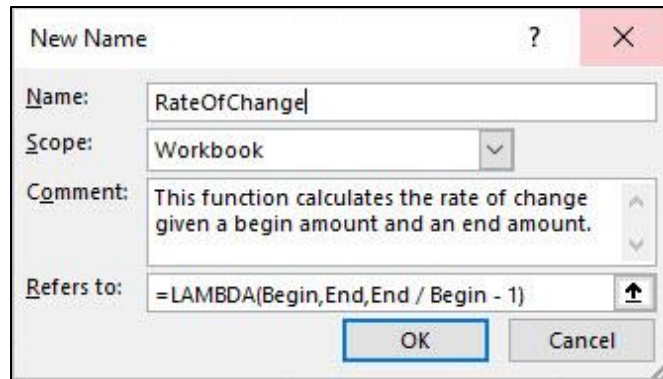 New Name ?
Name: RateOfChange
Scope: Workbook
Comment: This function calculates the rate of change
given a begin amount and an end amount.
Refers to: =LAMBDA(Begin,End,End / Begin - 1)
OK Cancel